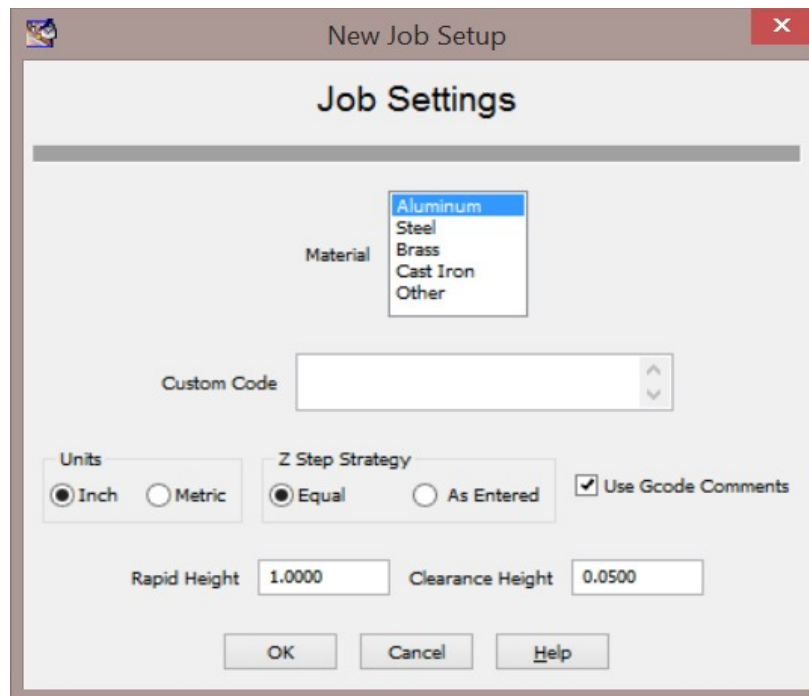 New Job Setup
Job Settings
Material
Aluminum
Steel
Brass
Cast Iron
Other
Custom Code
Units
Inch Metric
Z Step Strategy
Equal As Entered
Use Gcode Comments
Rapid Height 1.0000 Clearance Height 0.0500
OK Cancel Help